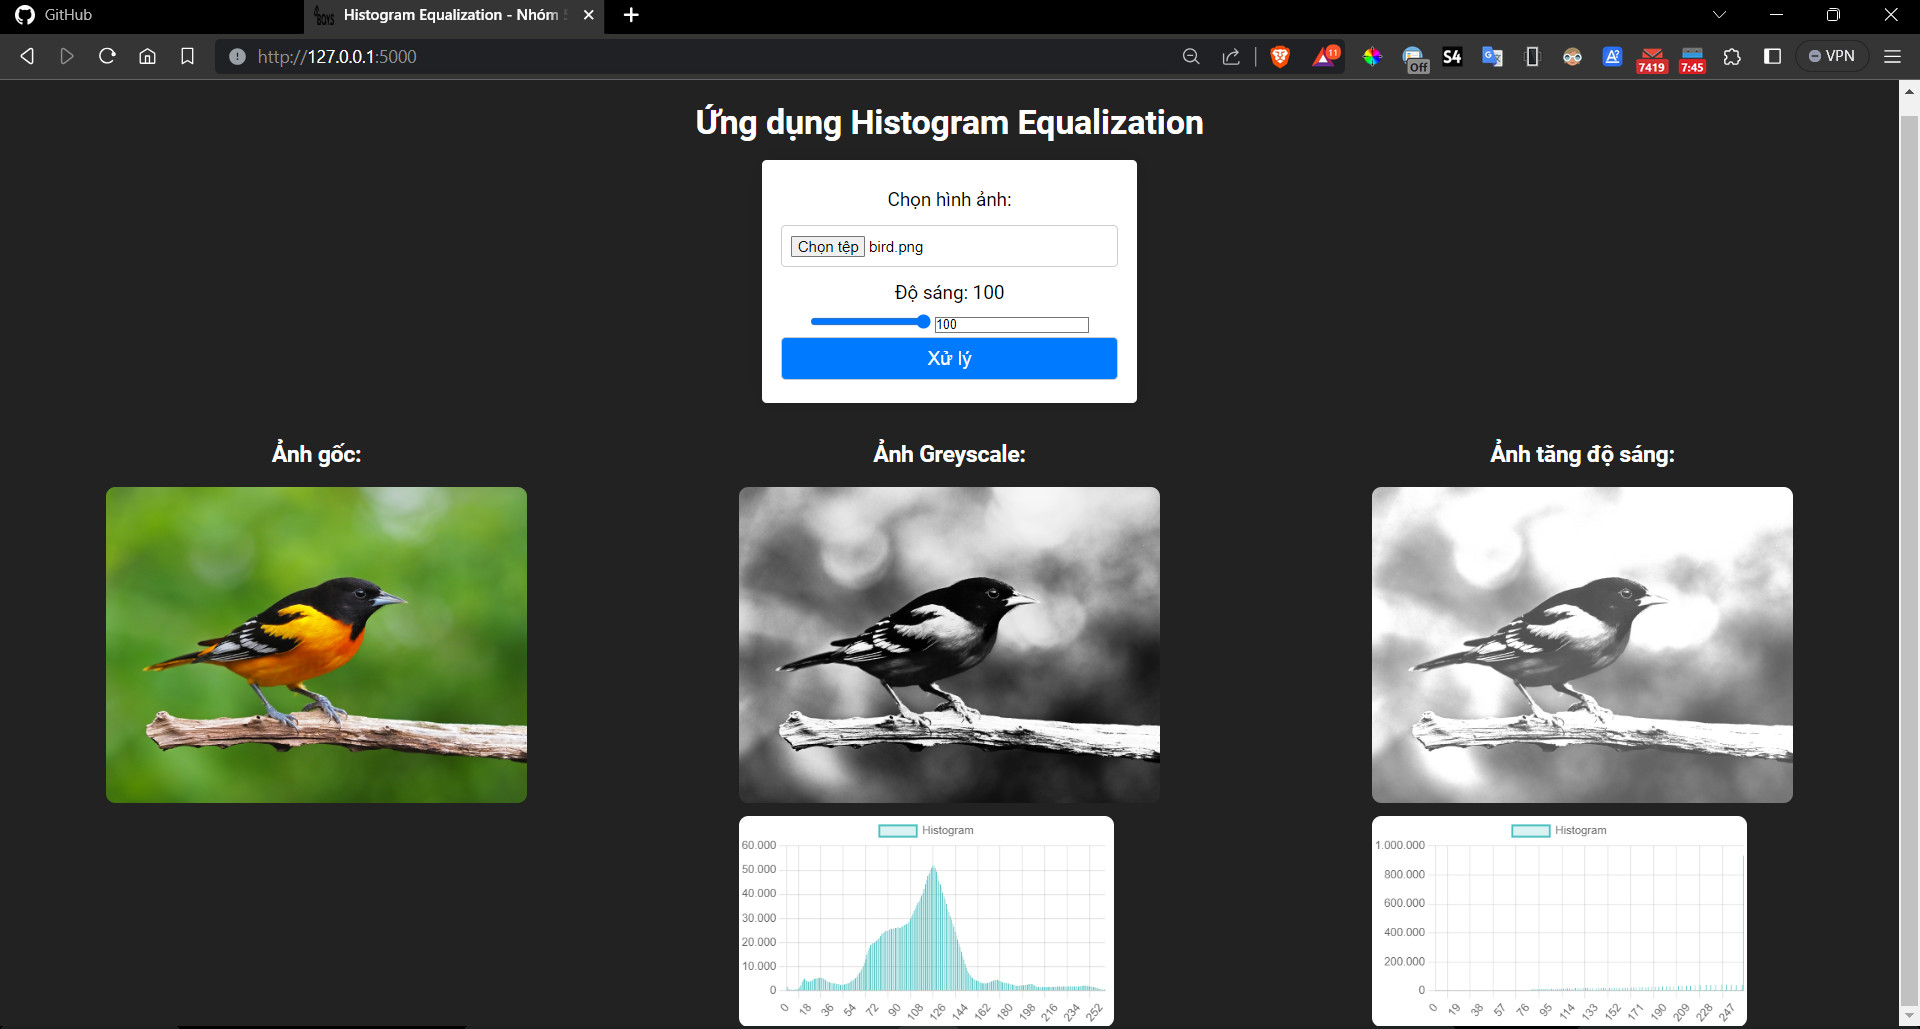 GitHub
BOYS Histogram Equalization - Nhóm
http://127.0.0.1:5000
11
Off
S4
7419
7:45
VPN
Ứng dụng Histogram Equalization
Chọn hình ảnh:
Chọn tệp bird.png
Độ sáng: 100
100
Xử lý
Ảnh gốc:
Ảnh Greyscale:
Ảnh tăng độ sáng:
Histogram
60.000
50.000
40.000
30.000
20.000
10.000
0
0 18 36 54 72 90 108 126 144 162 180 198 216 234 252
Histogram
1.000.000
800.000
600.000
400.000
200.000
0
0 19 38 57 76 95 114 133 152 171 190 209 228 247